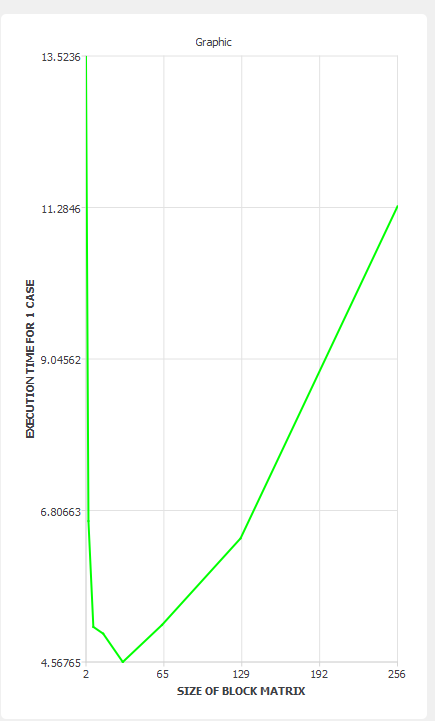 Graphic
13.5236
11.2846
9.04562
6.80663
4.56765
EXECUTION TIME FOR 1 CASE
2 65 129 192 256
SIZE OF BLOCK MATRIX